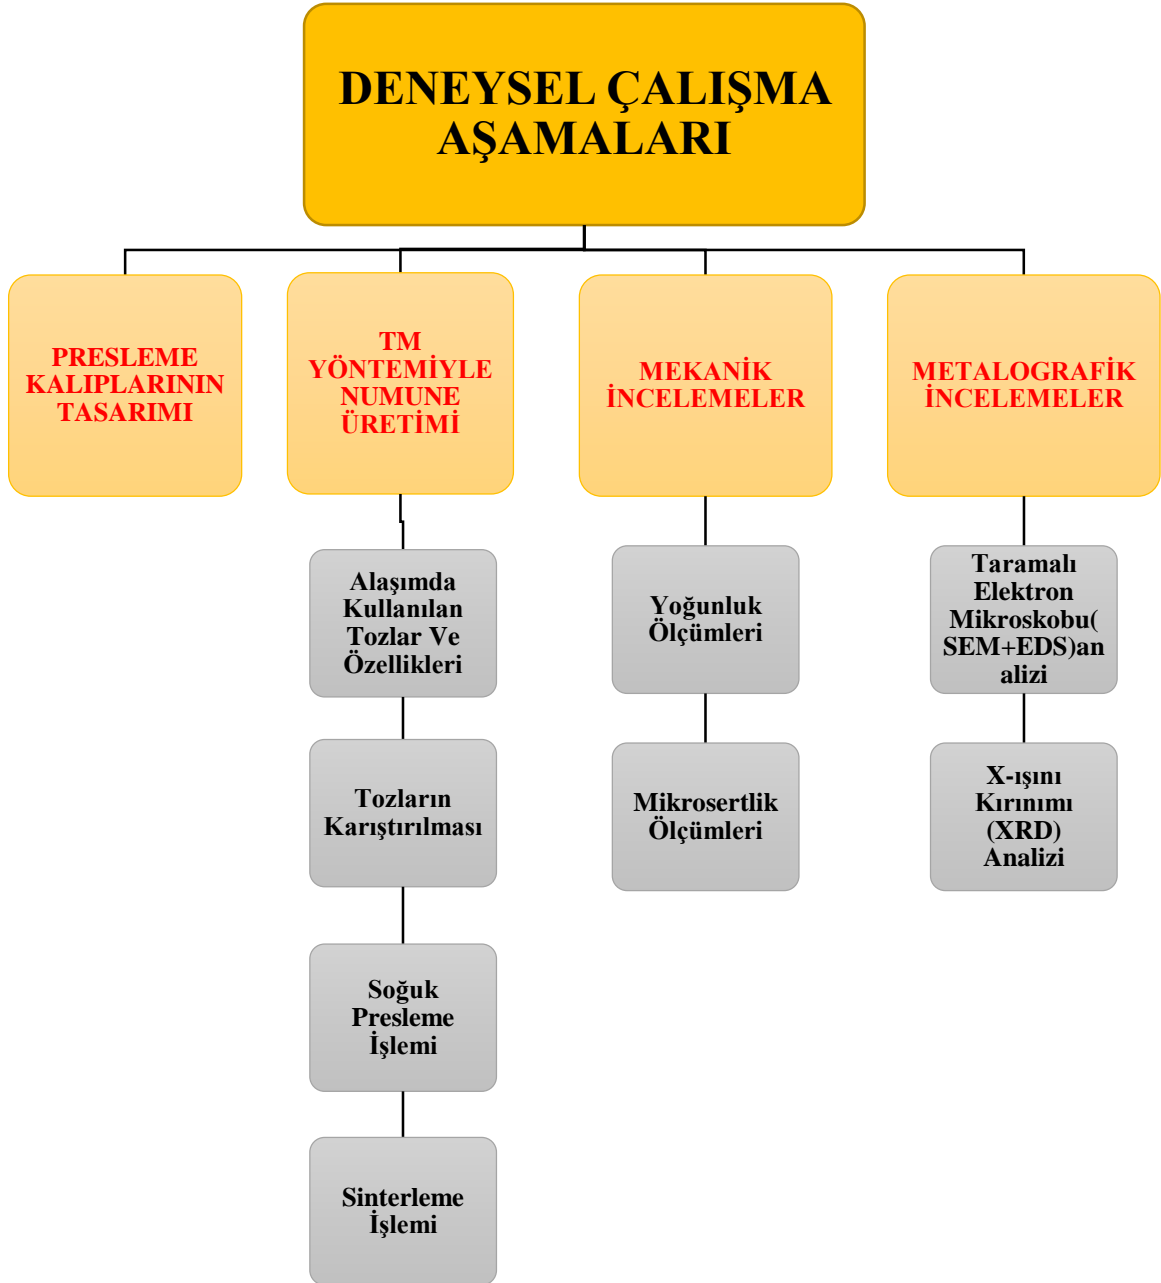 DENEYSEL ÇALIŞMA
AŞAMALARI
PRESLEME
KALIPLARININ
TASARIMI
TM
YÖNTEMİYLE
NUMUNE
ÜRETİMİ
MEKANİK
İNCELEMELER
METALOGRAFİK
İNCELEMELER
Alaşımda
Kullanılan
Tozlar Ve
Özellikleri
Tozların
Karıştırılması
Soğuk
Presleme
İşlemi
Sinterleme
İşlemi
Yoğunluk
Ölçümleri
Mikrosertlik
Ölçümleri
Taramalı
Elektron
Mikroskobu(
SEM+EDS)an
alizi
X-ışını
Kırınımı
(XRD)
Analizi